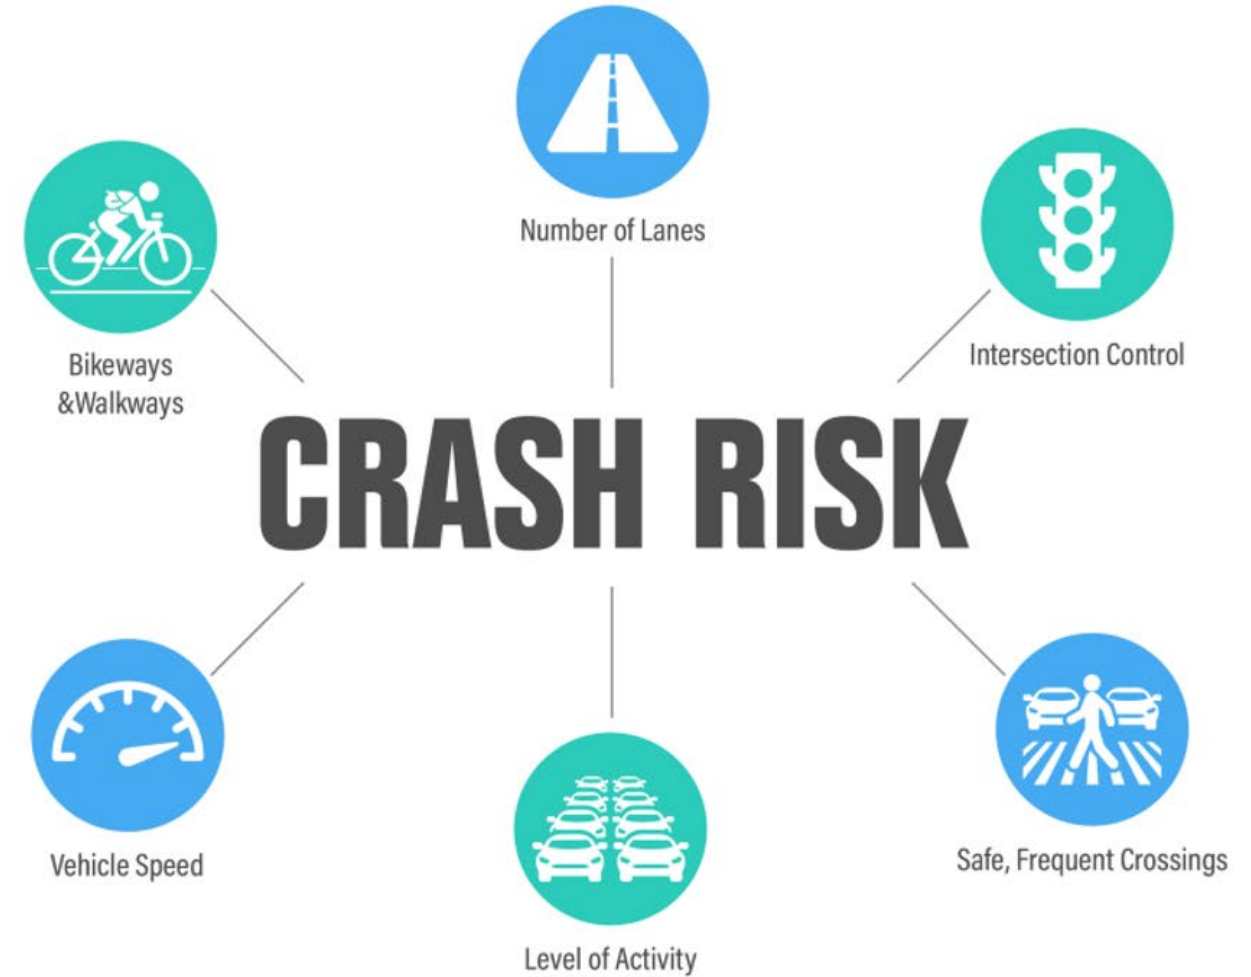 Number of Lanes
Bikeways
&Walkways
Intersection Control
CRASH RISK
Vehicle Speed
Safe, Frequent Crossings
Level of Activity